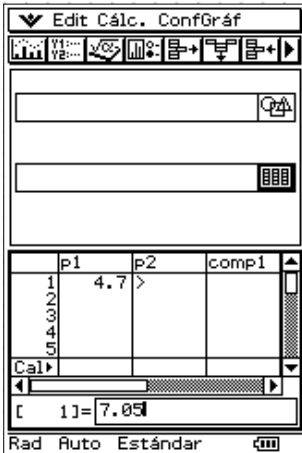 Edit Cálc. ConfGráf
p1 p2 comp1
1 4.7 >
2
3
4
5
Cal▸
[ 1]= 7.05
Rad Auto Estándar